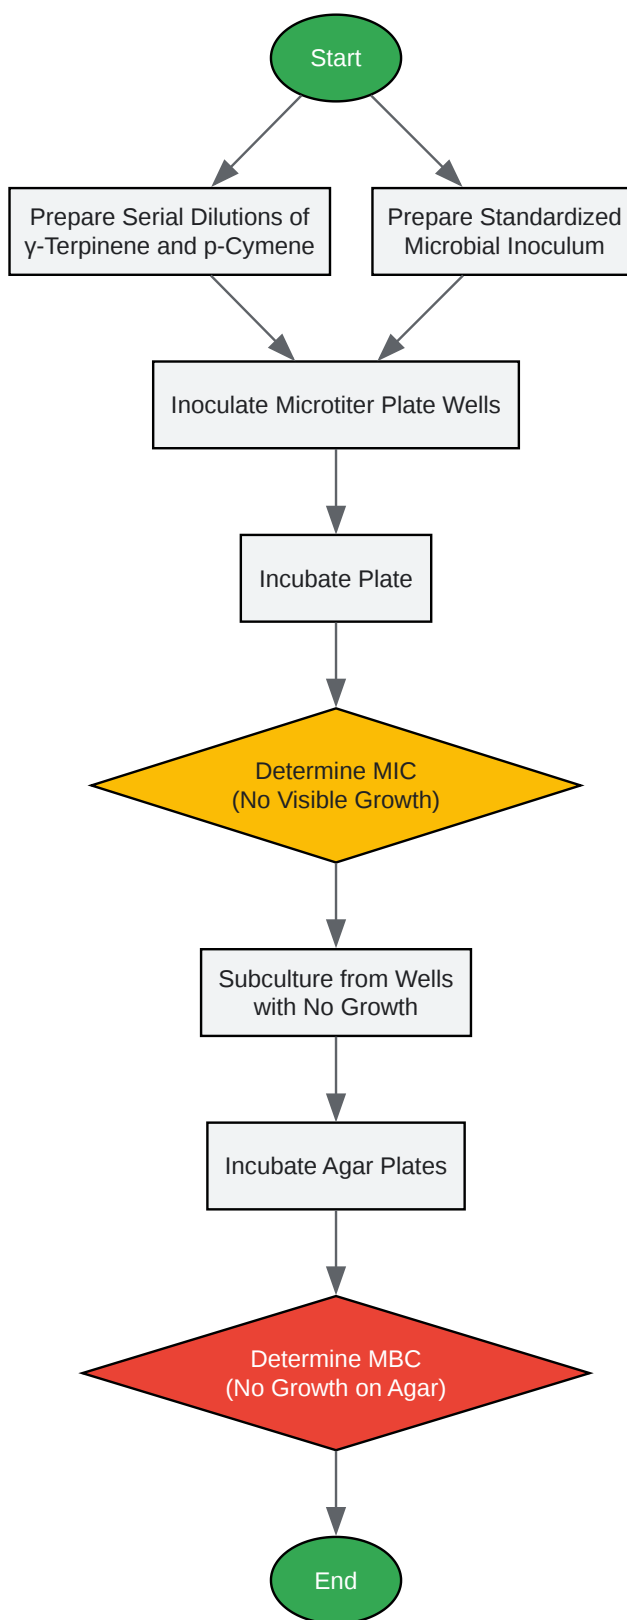 Start
Prepare Serial Dilutions of
γ-Terpinene and p-Cymene
Prepare Standardized
Microbial Inoculum
Inoculate Microtiter Plate Wells
Incubate Plate
Determine MIC
(No Visible Growth)
Subculture from Wells
with No Growth
Incubate Agar Plates
Determine MBC
(No Growth on Agar)
End